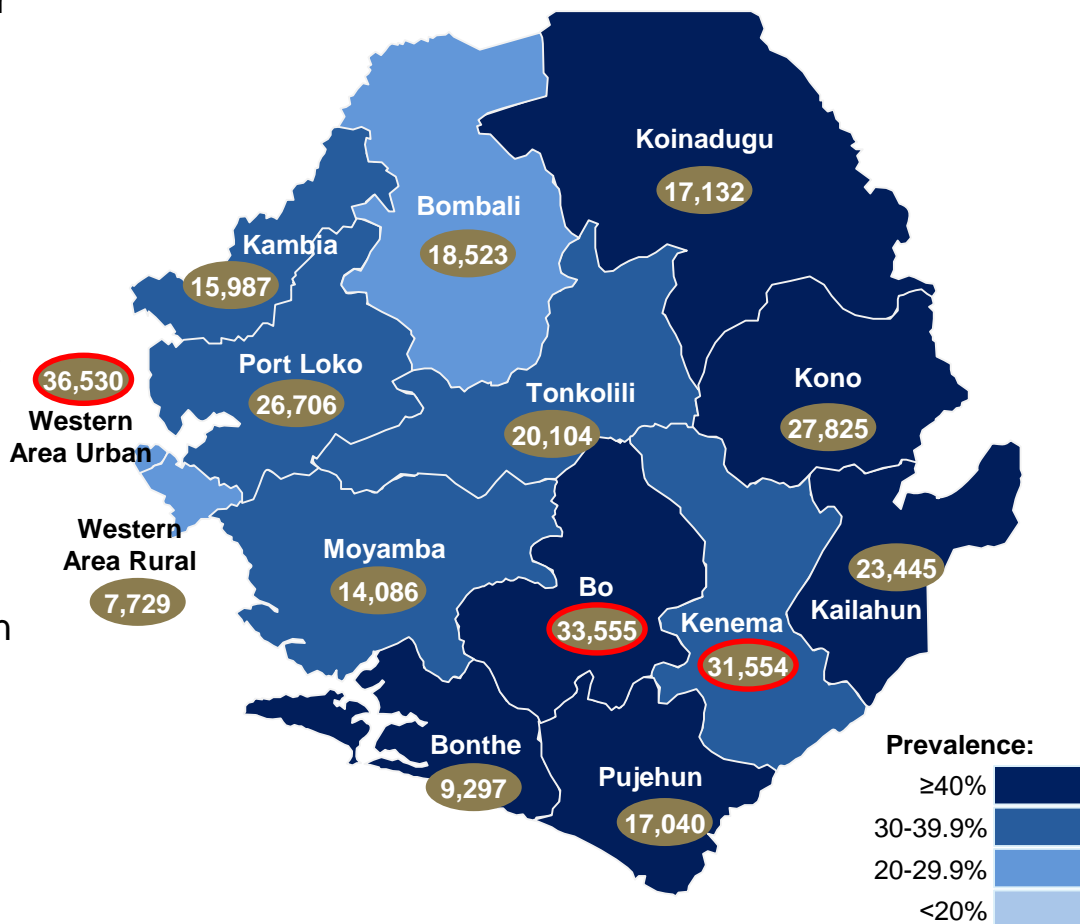 Koinadugu
17,132
Bombali
18,523
Kambia
15,987
Port Loko
26,706
36,530
Western
Area Urban
Tonkolili
20,104
Kono
27,825
Western
Area Rural
7,729
Moyamba
14,086
Bo
33,555
Kenema
31,554
23,445
Kailahun
Bonthe
9,297
Pujehun
17,040
Prevalence:
≥40%
30-39.9%
20-29.9%
<20%